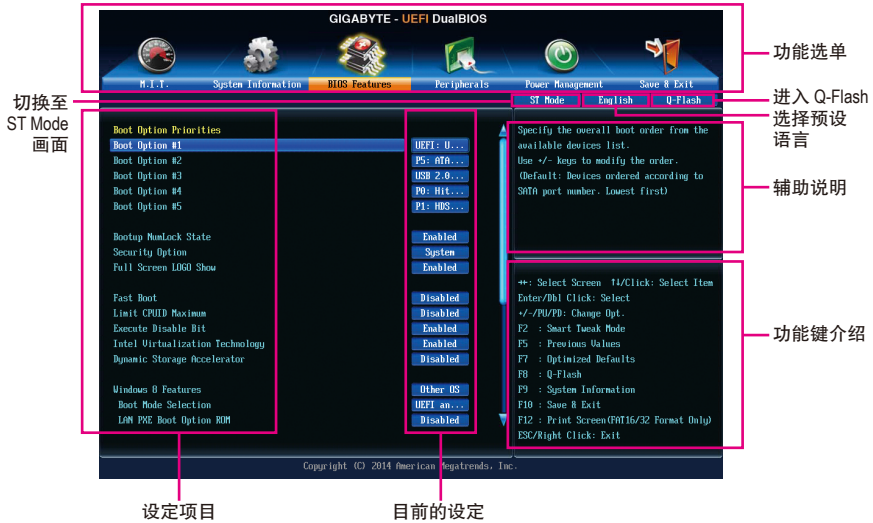 GIGABYTE - UEFI DualBIOS
功能选单
M.I.T.
System Information
BIOS Features
Peripherals
Power Management
Save & Exit
切换至
ST Mode
画面
ST Mode
English
Q-Flash
进入 Q-Flash
选择预设
语言
Boot Option Priorities
Boot Option #1 UEFI: U...
Boot Option #2 P5: ATA...
Boot Option #3 USB 2.0...
Boot Option #4 P0: Hit...
Boot Option #5 P1: HDS...
Bootup NumLock State Enabled
Security Option System
Full Screen LOGO Show Enabled
Fast Boot Disabled
Limit CPUID Maximum Disabled
Execute Disable Bit Enabled
Intel Virtualization Technology Enabled
Dynamic Storage Accelerator Disabled
Windows 8 Features Other OS
Boot Mode Selection UEFI an...
LAN PXE Boot Option ROM Disabled
Specify the overall boot order from the
available devices list.
Use +/- keys to modify the order.
(Default: Devices ordered according to
SATA port number. Lowest first)
辅助说明
→←: Select Screen ↑↓/Click: Select Item
Enter/Dbl Click: Select
+/-/PU/PD: Change Opt.
F2 : Smart Tweak Mode
F5 : Previous Values
F7 : Optimized Defaults
F8 : Q-Flash
F9 : System Information
F10 : Save & Exit
F12 : Print Screen(FAT16/32 Format Only)
ESC/Right Click: Exit
功能键介绍
Copyright (C) 2014 American Megatrends, Inc.
设定项目
目前的设定